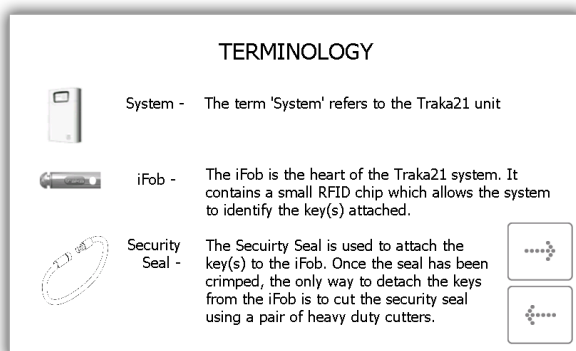 TERMINOLOGY
System - The term 'System' refers to the Traka21 unit
iFob - The iFob is the heart of the Traka21 system. It
contains a small RFID chip which allows the system
to identify the key(s) attached.
Security Seal - The Secuirty Seal is used to attach the
key(s) to the iFob. Once the seal has been
crimped, the only way to detach the keys
from the iFob is to cut the security seal
using a pair of heavy duty cutters.